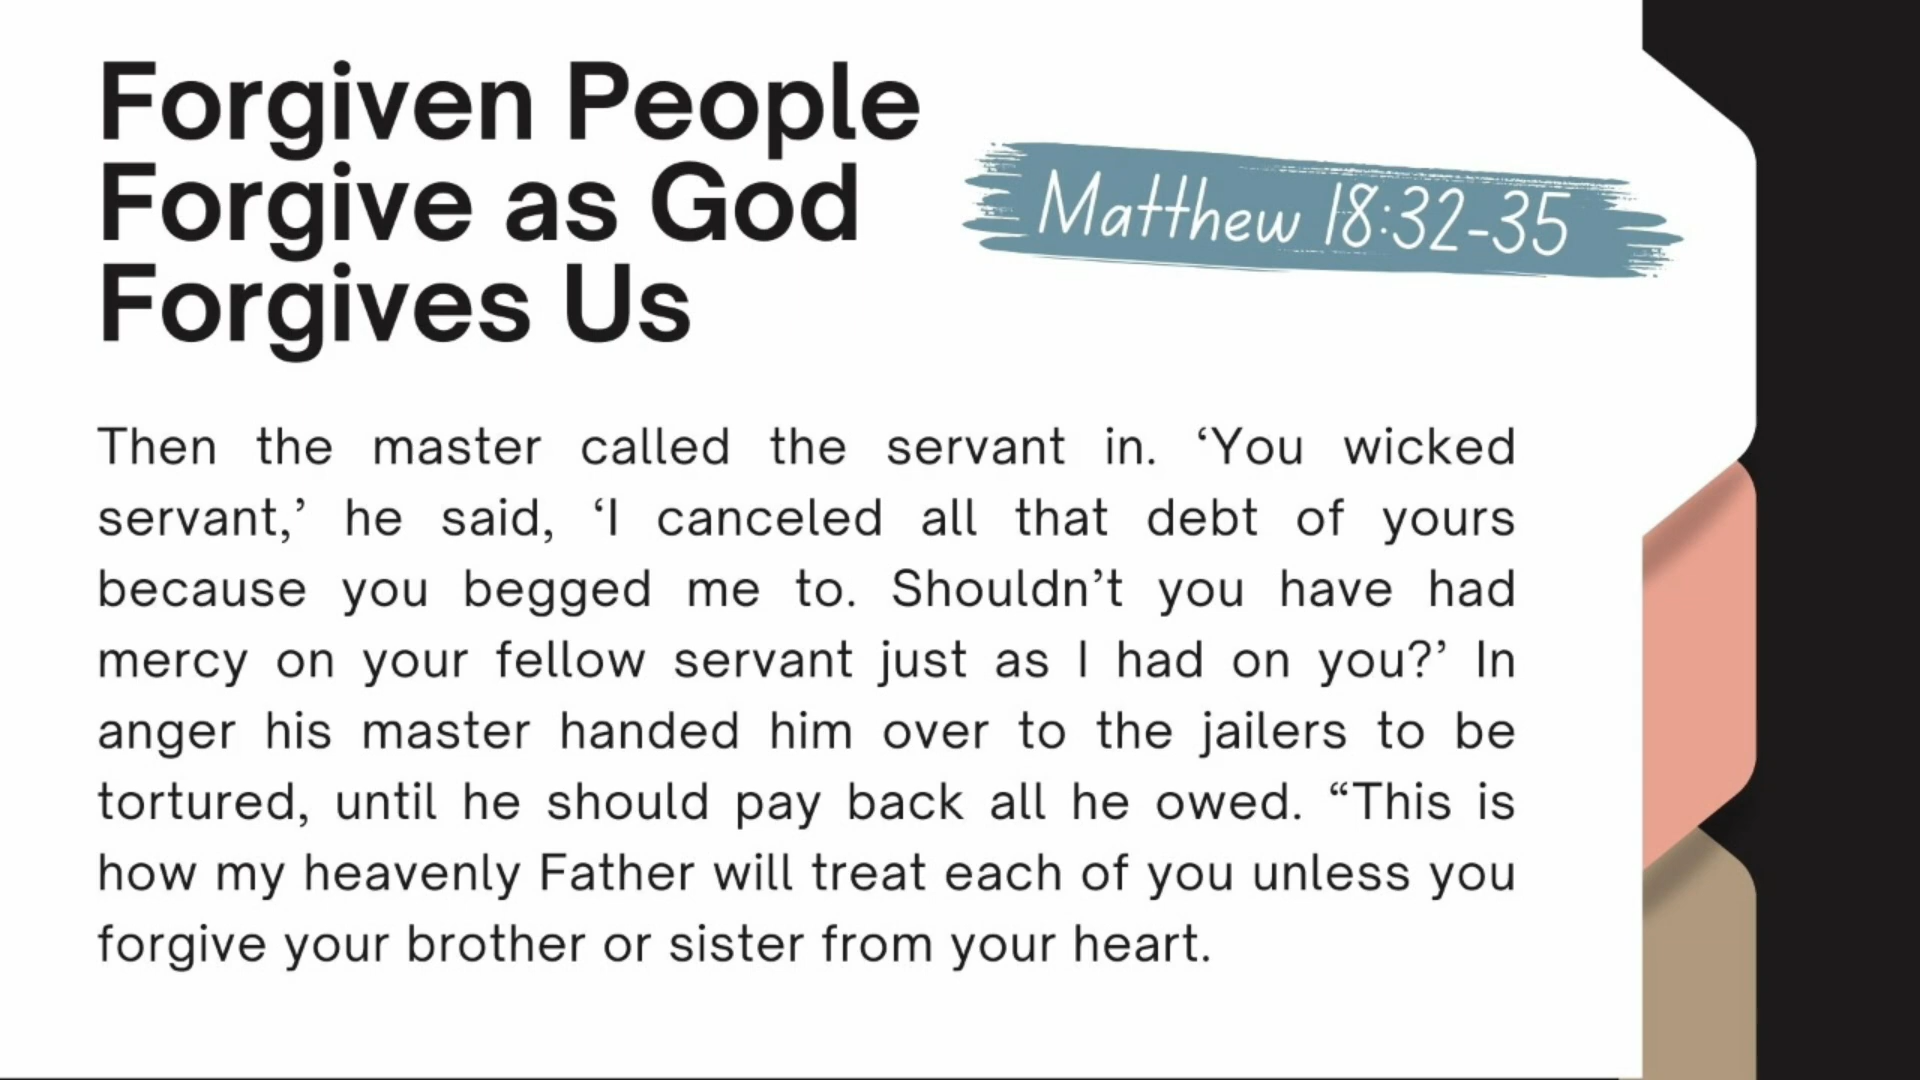 Forgiven People
Forgive as God
Forgives Us
Matthew 18:32-35
Then the master called the servant in. ‘You wicked
servant,’ he said, ‘I canceled all that debt of yours
because you begged me to. Shouldn’t you have had
mercy on your fellow servant just as I had on you?’ In
anger his master handed him over to the jailers to be
tortured, until he should pay back all he owed. “This is
how my heavenly Father will treat each of you unless you
forgive your brother or sister from your heart.